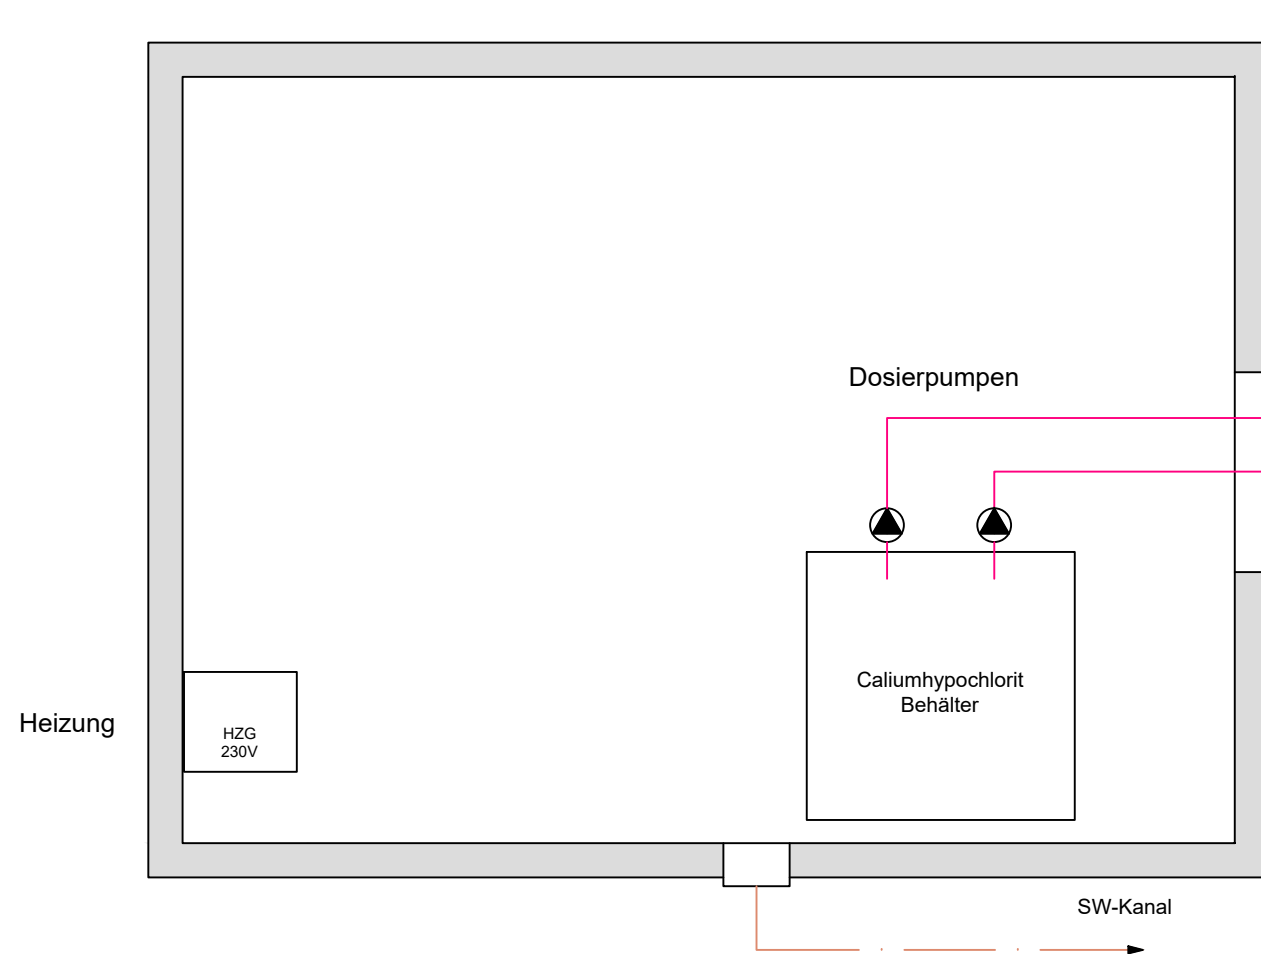 Dosierpumpen
Caliumhypochlorit
Behälter
Heizung
HZG
230V
SW-Kanal